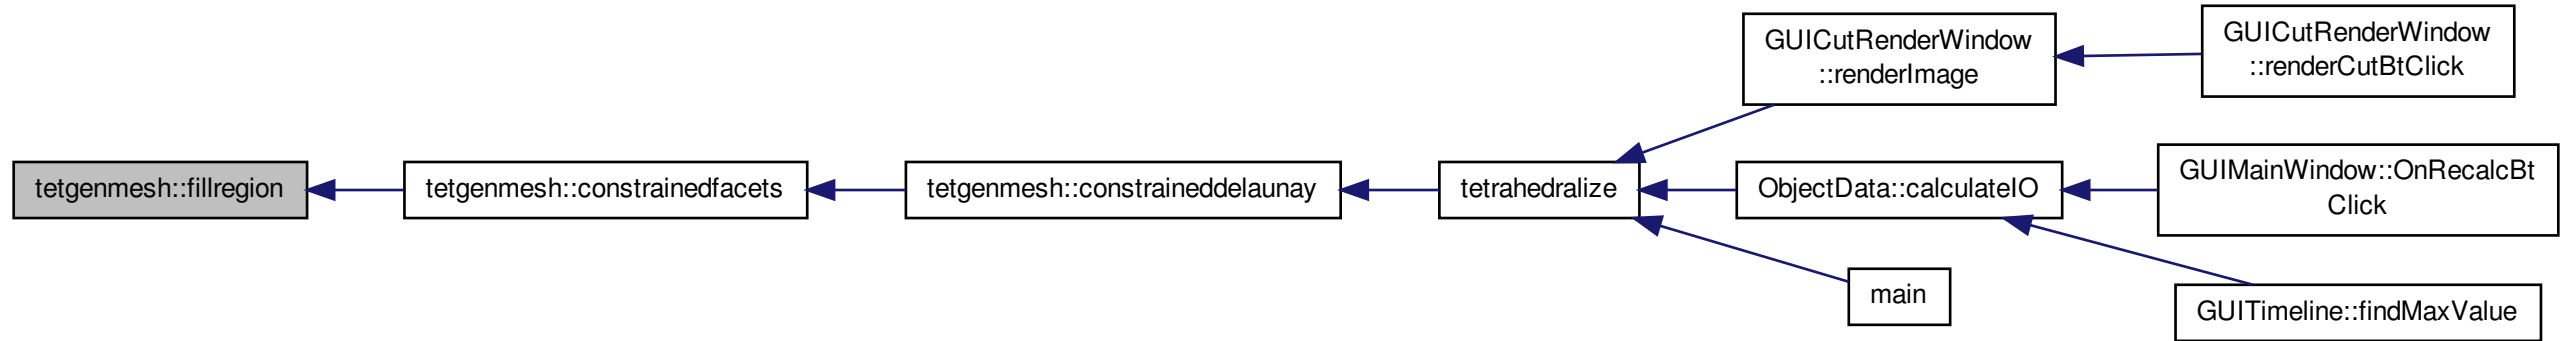 tetgenmesh::fillregion
tetgenmesh::constrainedfacets
tetgenmesh::constraineddelaunay
tetrahedralize
GUICutRenderWindow
::renderImage
GUICutRenderWindow
::renderCutBtClick
ObjectData::calculateIO
GUIMainWindow::OnRecalcBt
Click
main
GUITimeline::findMaxValue